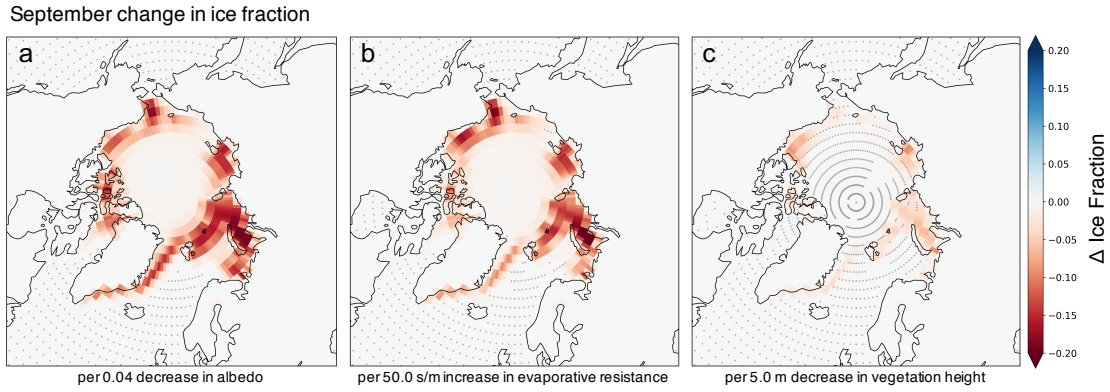 September change in ice fraction
a
b
c
0.20
0.15
0.10
0.05
0.00
−0.05
−0.10
−0.15
−0.20
Δ Ice Fraction
per 0.04 decrease in albedo
per 50.0 s/m increase in evaporative resistance
per 5.0 m decrease in vegetation height